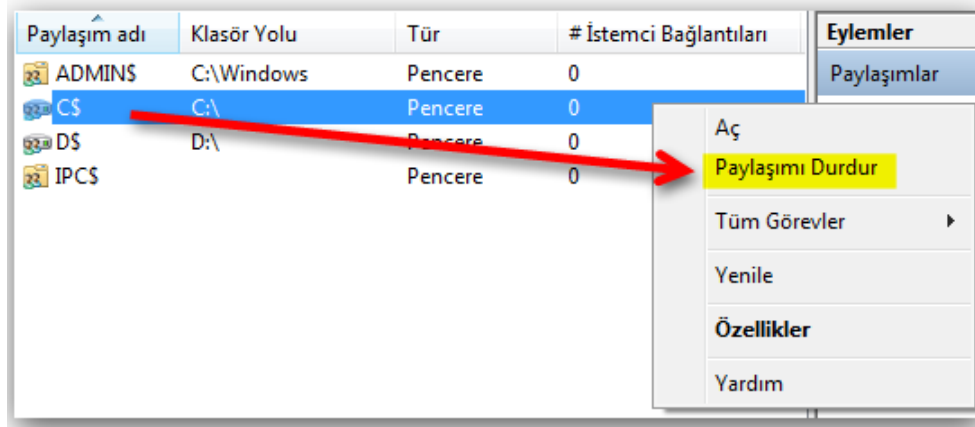 Paylaşım adı Klasör Yolu Tür # İstemci Bağlantıları Eylemler
ADMIN$ C:\Windows Pencere 0 Paylaşımlar
C$ C:\ Pencere 0
Aç
D$ D:\ Pencere 0
Paylaşımı Durdur
IPC$ Pencere 0
Tüm Görevler
Yenile
Özellikler
Yardım